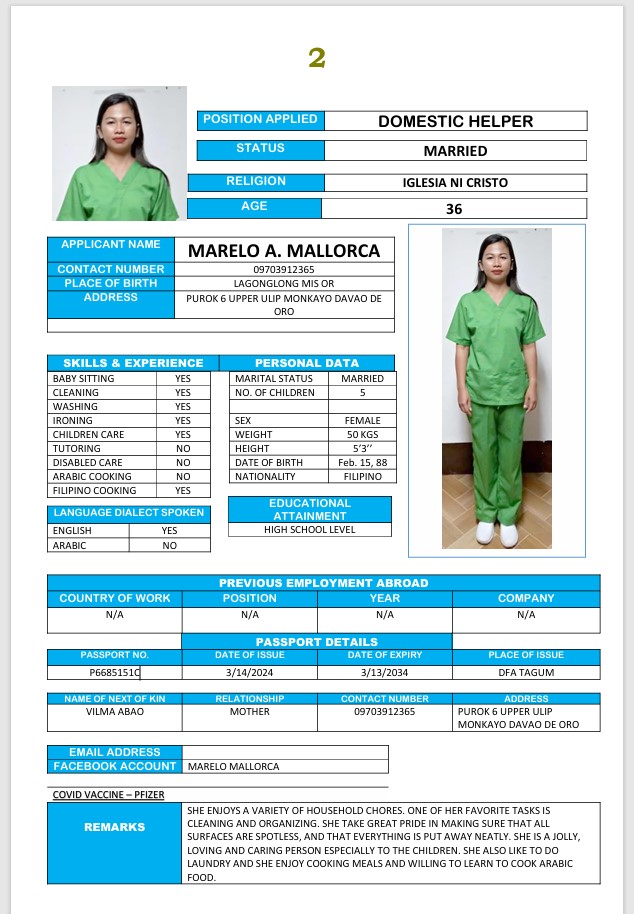 2
POSITION APPLIED DOMESTIC HELPER
STATUS MARRIED
RELIGION IGLESIA NI CRISTO
AGE 36
APPLICANT NAME MARELO A. MALLORCA
CONTACT NUMBER 09703912365
PLACE OF BIRTH LAGONGLONG MIS OR
ADDRESS PUROK 6 UPPER ULIP MONKAYO DAVAO DE
ORO
SKILLS & EXPERIENCE PERSONAL DATA
BABY SITTING YES MARITAL STATUS MARRIED
CLEANING YES NO. OF CHILDREN 5
WASHING YES
IRONING YES SEX FEMALE
CHILDREN CARE YES WEIGHT 50 KGS
TUTORING NO HEIGHT 5’3’’
DISABLED CARE NO DATE OF BIRTH Feb. 15, 88
ARABIC COOKING NO NATIONALITY FILIPINO
FILIPINO COOKING YES
EDUCATIONAL
ATTAINMENT
HIGH SCHOOL LEVEL
LANGUAGE DIALECT SPOKEN
ENGLISH YES
ARABIC NO
PREVIOUS EMPLOYMENT ABROAD
COUNTRY OF WORK POSITION YEAR COMPANY
N/A N/A N/A N/A
PASSPORT DETAILS
PASSPORT NO. DATE OF ISSUE DATE OF EXPIRY PLACE OF ISSUE
P6685151C 3/14/2024 3/13/2034 DFA TAGUM
NAME OF NEXT OF KIN RELATIONSHIP CONTACT NUMBER ADDRESS
VILMA ABAO MOTHER 09703912365 PUROK 6 UPPER ULIP
MONKAYO DAVAO DE ORO
EMAIL ADDRESS
FACEBOOK ACCOUNT MARELO MALLORCA
COVID VACCINE – PFIZER
REMARKS
SHE ENJOYS A VARIETY OF HOUSEHOLD CHORES. ONE OF HER FAVORITE TASKS IS
CLEANING AND ORGANIZING. SHE TAKE GREAT PRIDE IN MAKING SURE THAT ALL
SURFACES ARE SPOTLESS, AND THAT EVERYTHING IS PUT AWAY NEATLY. SHE IS A JOLLY,
LOVING AND CARING PERSON ESPECIALLY TO THE CHILDREN. SHE ALSO LIKE TO DO
LAUNDRY AND SHE ENJOY COOKING MEALS AND WILLING TO LEARN TO COOK ARABIC
FOOD.